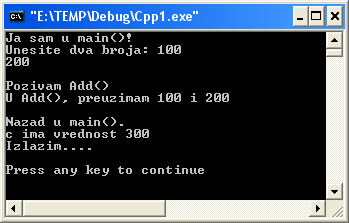 "E:\TEMP\Debug\Cpp1.exe"
Ja sam u main()!
Unesite dva broja: 100
200
Pozivam Add()
U Add(), preuzimam 100 i 200
Nazad u main().
c ima vrednost 300
Izlazim....
Press any key to continue